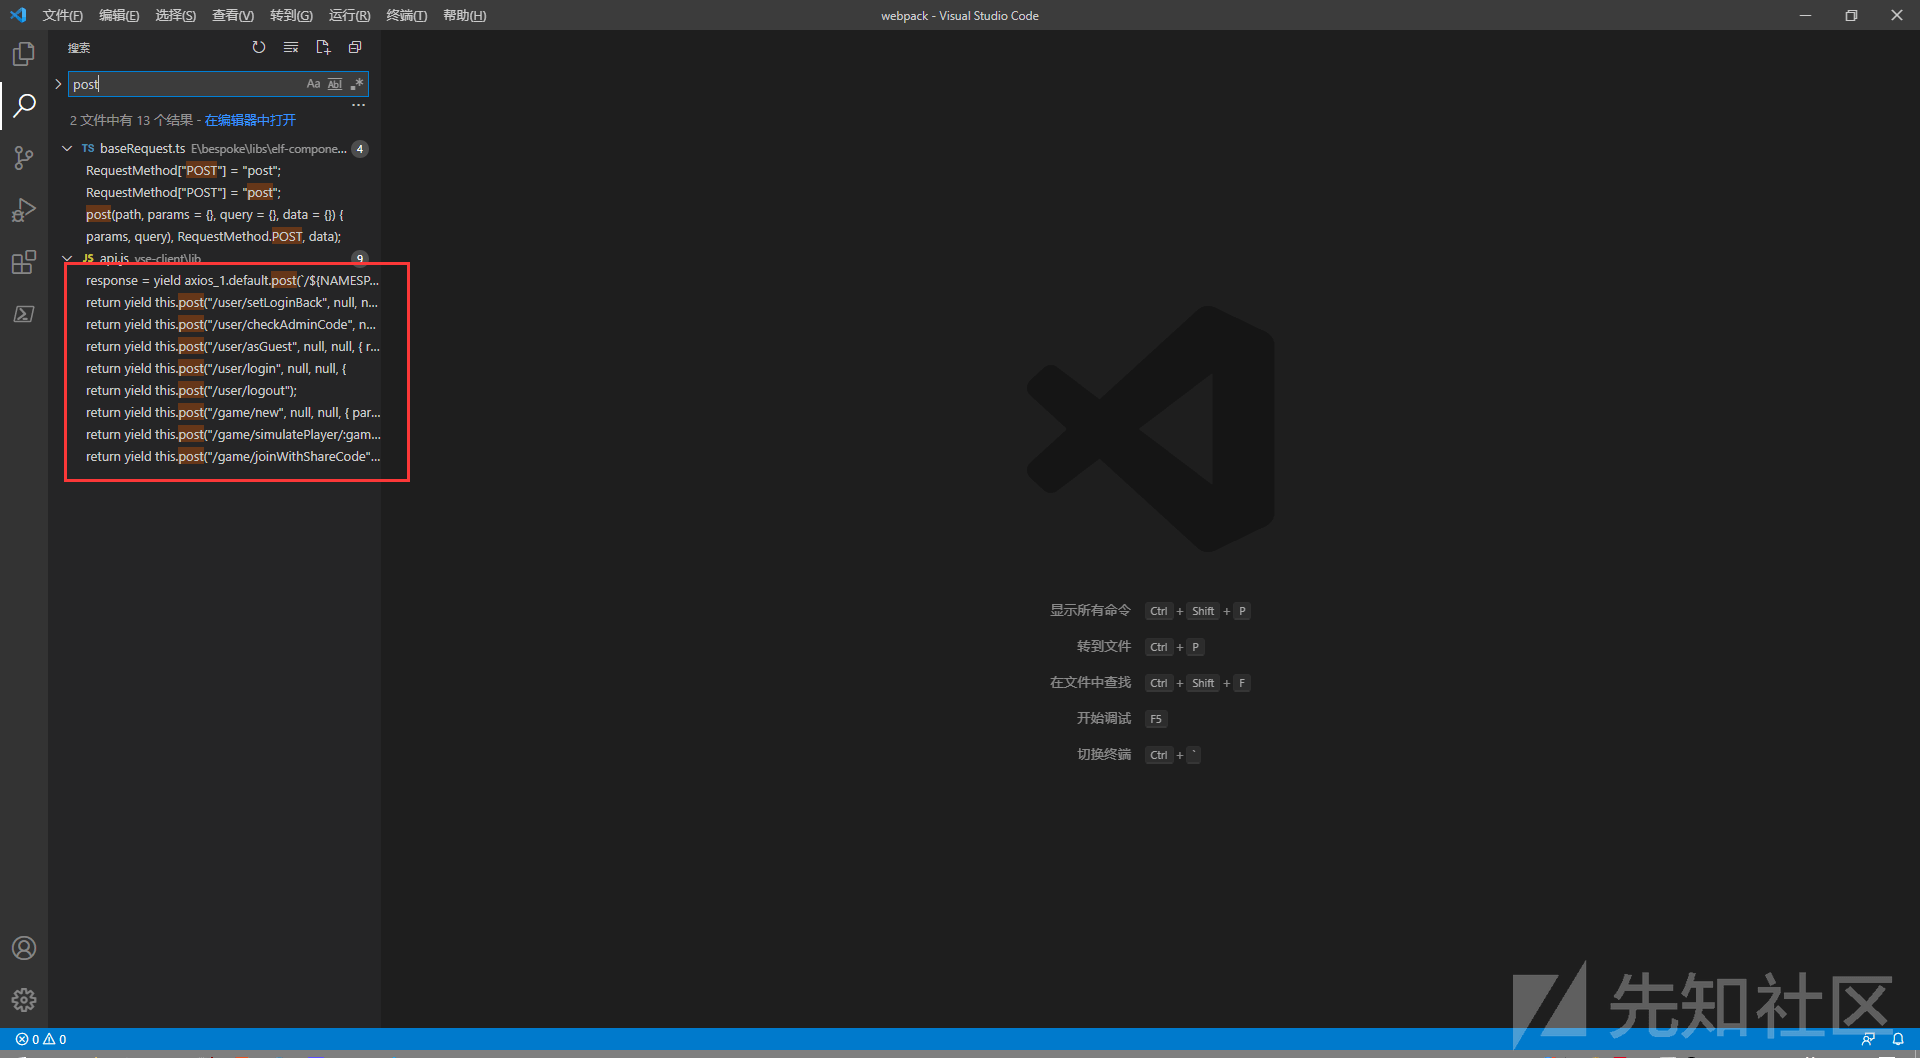 文件(F) 编辑(E) 选择(S) 查看(V) 转到(G) 运行(R) 终端(T) 帮助(H) webpack - Visual Studio Code
搜索
post Aa Abl
2 文件中有 13 个结果 - 在编辑器中打开
TS baseRequest.ts E\bespoke\libs\elf-compone... 4
RequestMethod["POST"] = "post";
RequestMethod["POST"] = "post";
post(path, params = {}, query = {}, data = {}) {
params, query), RequestMethod.POST, data);
JS api.js vse-client\lib 9
response = yield axios_1.default.post(`/${NAMESP...
return yield this.post("/user/setLoginBack", null, n...
return yield this.post("/user/checkAdminCode", n...
return yield this.post("/user/asGuest", null, null, { r...
return yield this.post("/user/login", null, null, {
return yield this.post("/user/logout");
return yield this.post("/game/new", null, null, { par...
return yield this.post("/game/simulatePlayer/:gam...
return yield this.post("/game/joinWithShareCode"...
显示所有命令 Ctrl + Shift + P
转到文件 Ctrl + P
在文件中查找 Ctrl + Shift + F
开始调试 F5
切换终端 Ctrl + `
先知社区
0 0